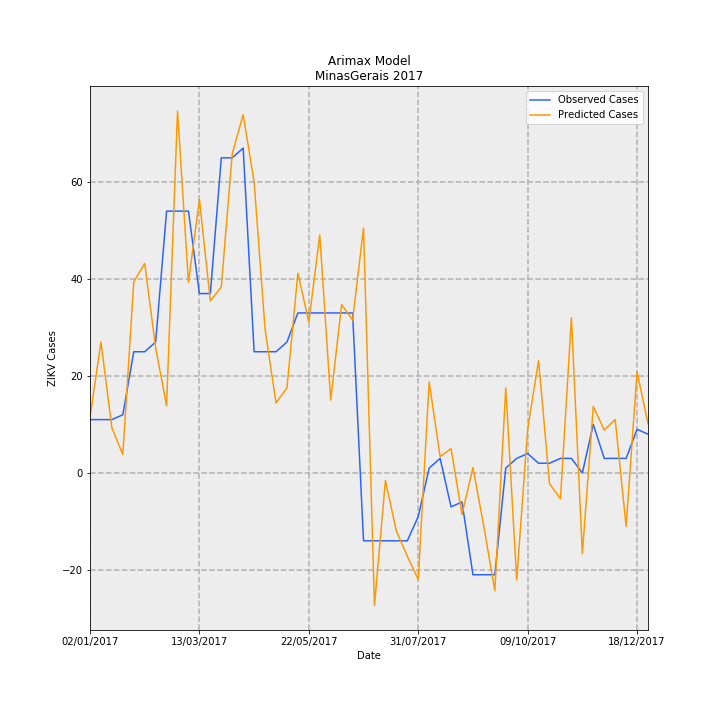 Arimax Model
MinasGerais 2017
Observed Cases
Predicted Cases
ZIKV Cases
60
40
20
0
−20
02/01/2017
13/03/2017
22/05/2017
31/07/2017
09/10/2017
18/12/2017
Date